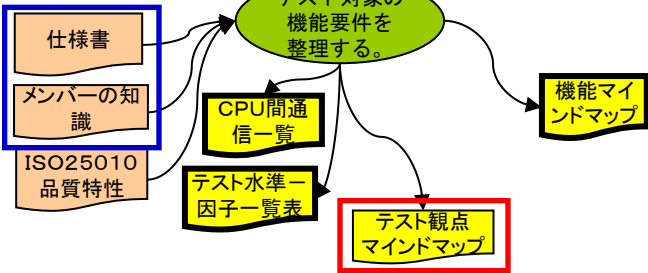 テスト対象の
機能要件を
整理する。
仕様書
メンバーの知
識
ISO25010
品質特性
CPU間通
信一覧
テスト水準－
因子一覧表
テスト観点
マインドマップ
機能マイ
ンドマップ